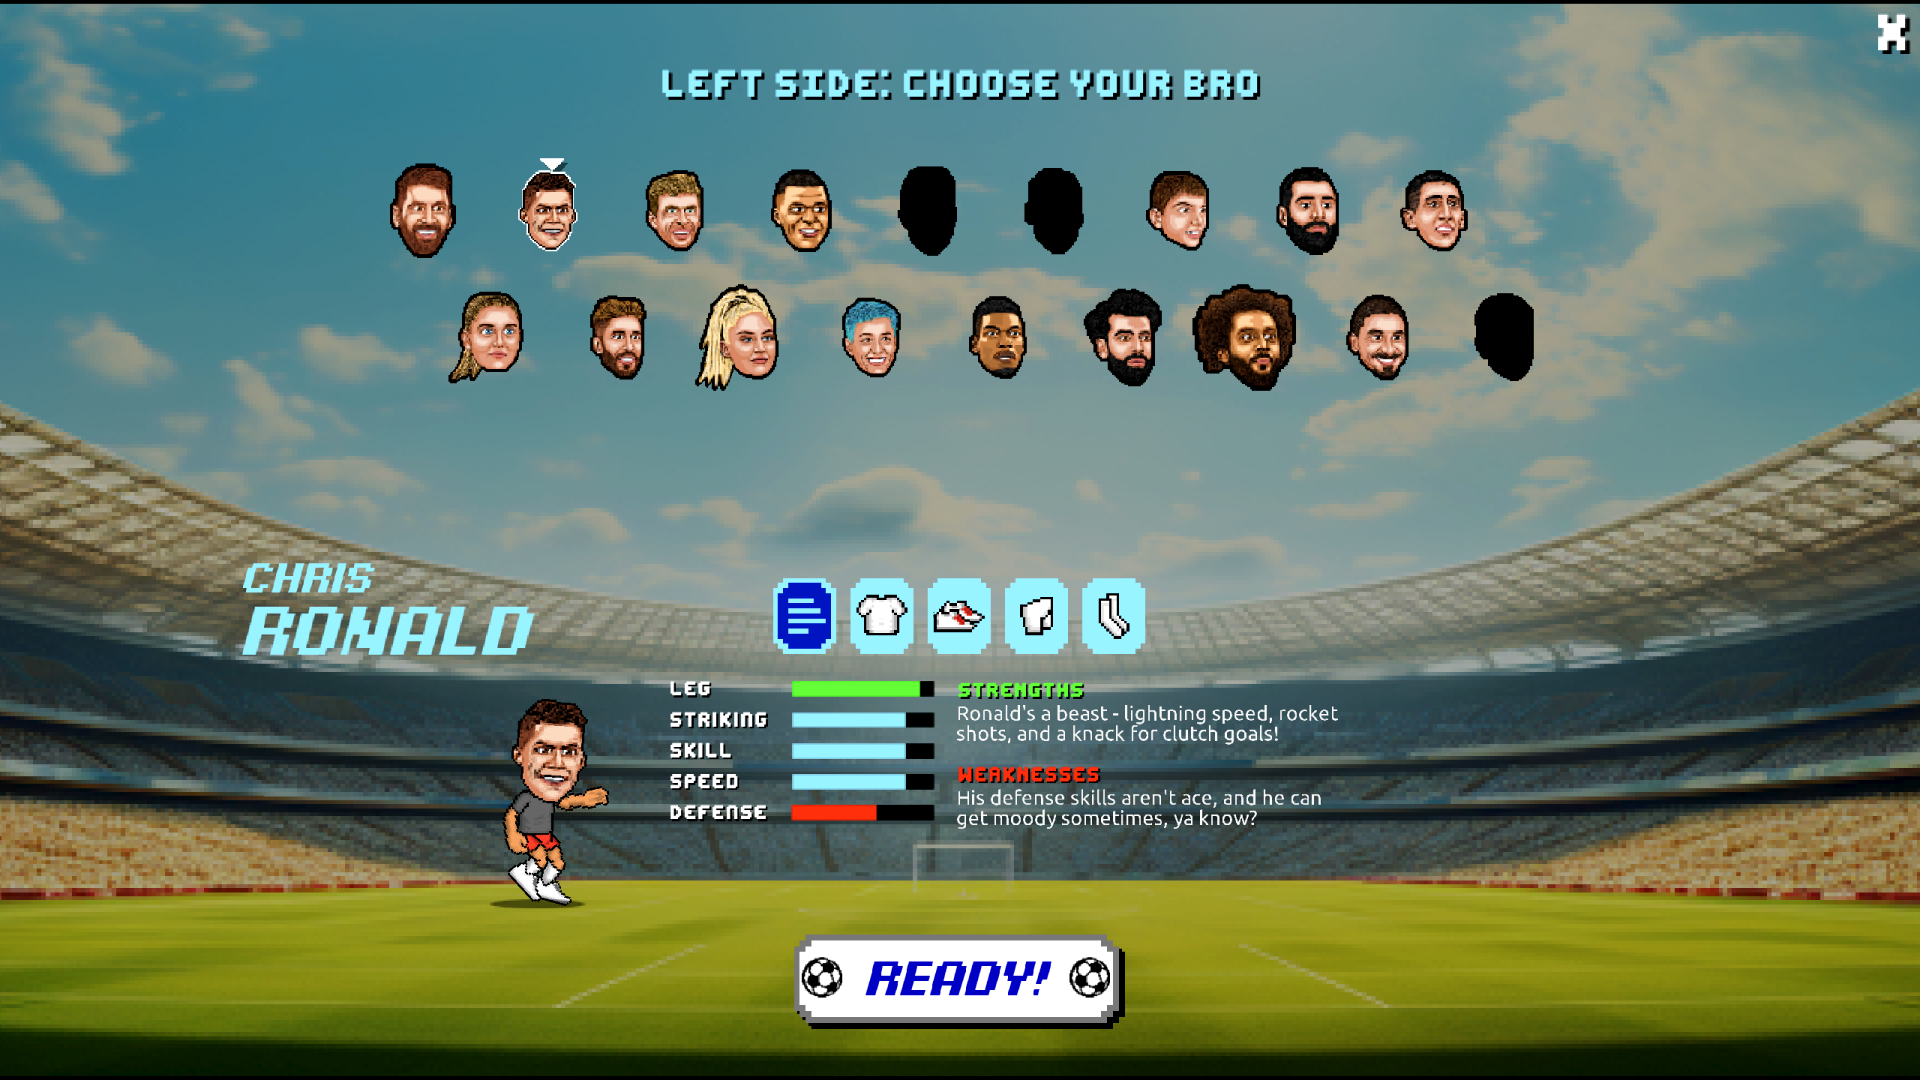 LEFT SIDE: CHOOSE YOUR BRO
CHRIS
RONALD
LEG
STRIKING
SKILL
SPEED
DEFENSE
STRENGTHS
Ronald's a beast - lightning speed, rocket
shots, and a knack for clutch goals!
WEAKNESSES
His defense skills aren't ace, and he can
get moody sometimes, ya know?
READY!